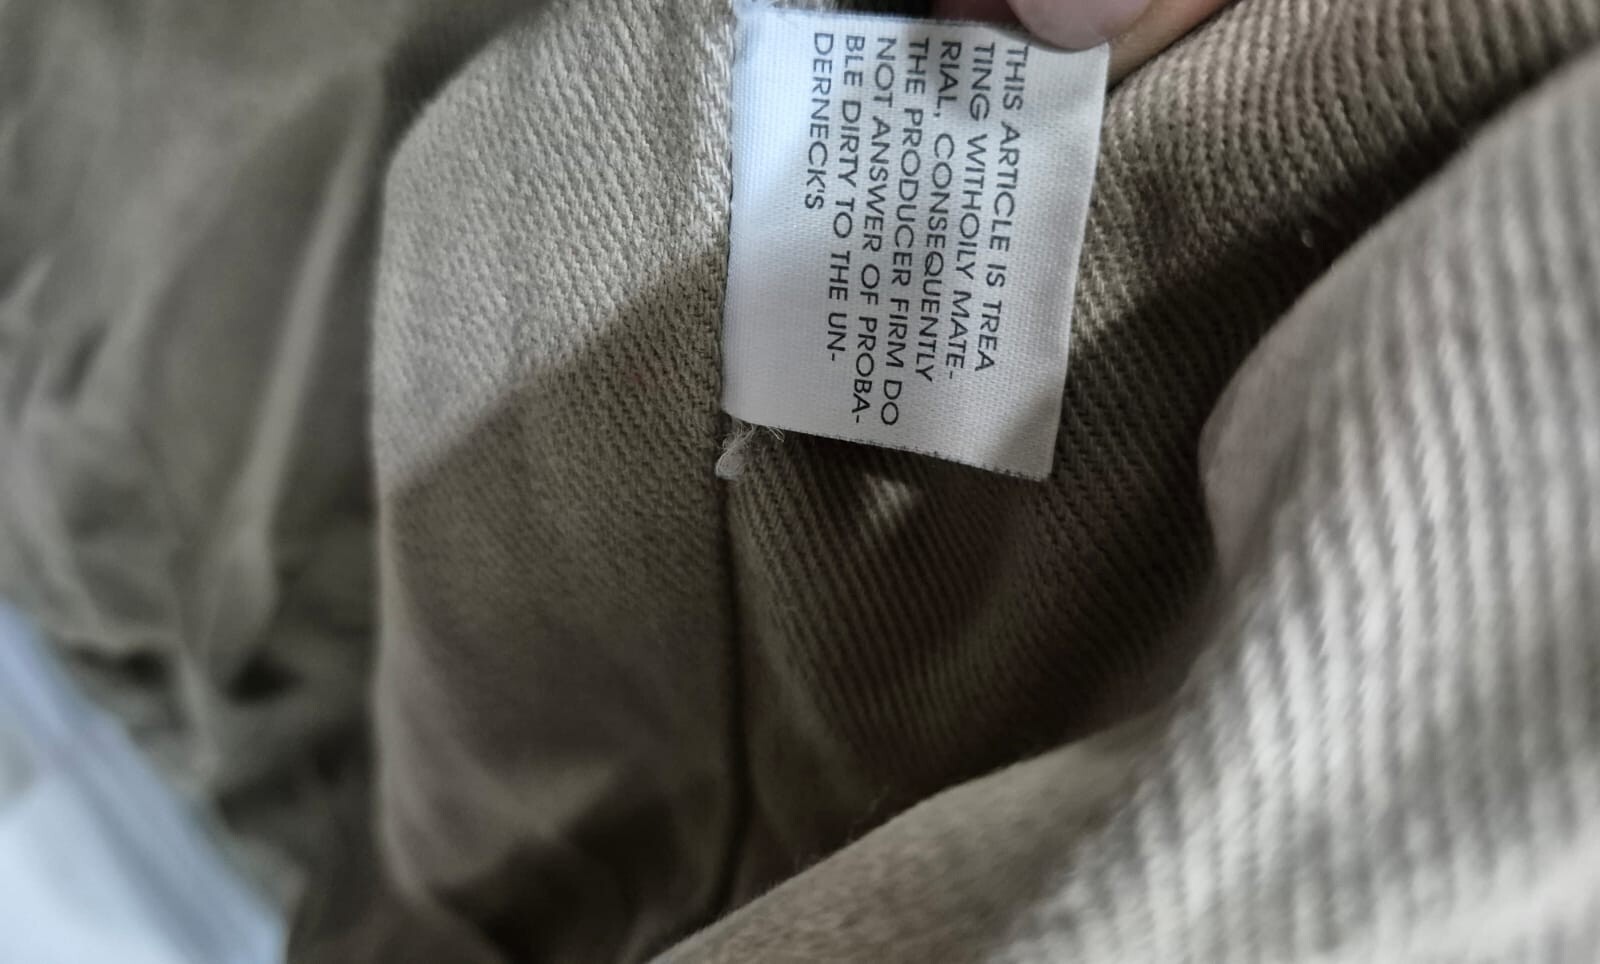 THIS ARTICLE IS TREA
TING WITHOILY MATE-
RIAL, CONSEQUENTLY
THE PRODUCER FIRM DO
NOT ANSWER OF PROBA-
BLE DIRTY TO THE UN-
DERNECK'S